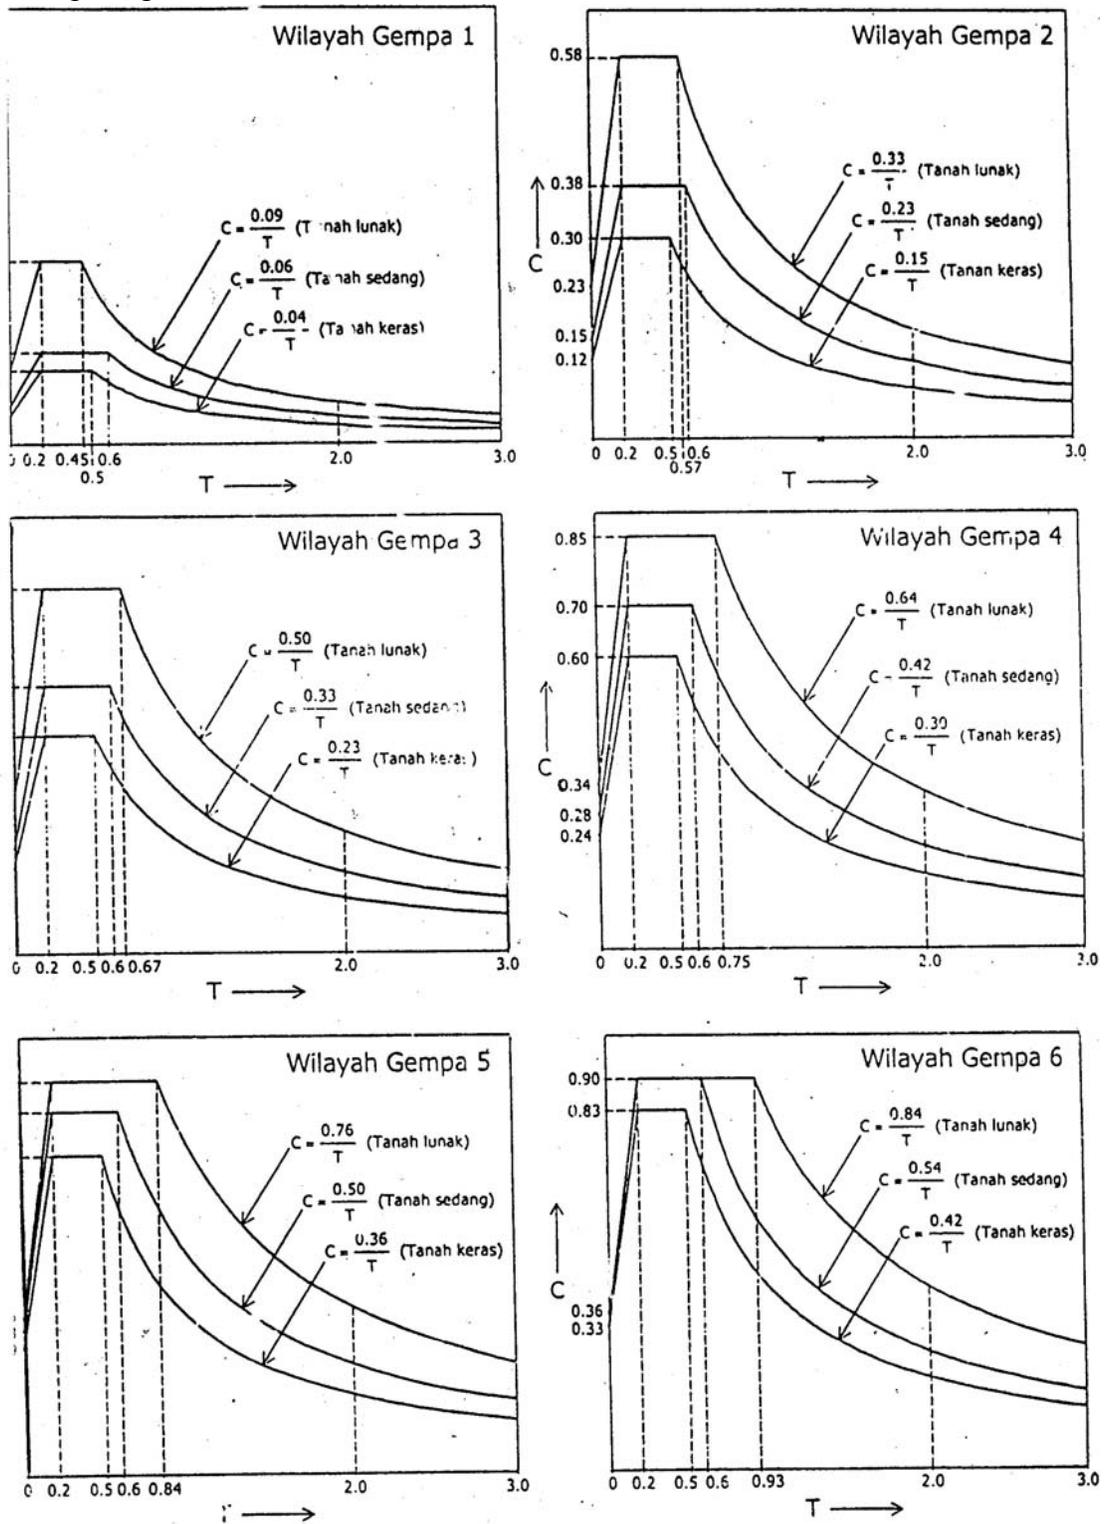 Wilayah Gempa 1
C = 0.09/T (Tanah lunak)
C = 0.06/T (Tanah sedang)
C = 0.04/T (Tanah keras)
0 0.2 0.45 0.6 2.0 3.0
0.5
T
Wilayah Gempa 2
0.58
0.38
0.30
C
0.23
0.15
0.12
C = 0.33/T (Tanah lunak)
C = 0.23/T (Tanah sedang)
C = 0.15/T (Tanan keras)
0 0.2 0.5 0.6 2.0 3.0
0.57
T
Wilayah Gempa 3
C = 0.50/T (Tanah lunak)
C = 0.33/T (Tanah sedang)
C = 0.23/T (Tanah keras)
0 0.2 0.5 0.6 0.67 2.0 3.0
T
Wilayah Gempa 4
0.85
0.70
0.60
C
0.34
0.28
0.24
C = 0.64/T (Tanah lunak)
C = 0.42/T (Tanah sedang)
C = 0.30/T (Tanah keras)
0 0.2 0.5 0.6 0.75 2.0 3.0
T
Wilayah Gempa 5
C = 0.76/T (Tanah lunak)
C = 0.50/T (Tanah sedang)
C = 0.36/T (Tanah keras)
0 0.2 0.5 0.6 0.84 2.0 3.0
T
Wilayah Gempa 6
0.90
0.83
C
0.36
0.33
C = 0.84/T (Tanah lunak)
C = 0.54/T (Tanah sedang)
C = 0.42/T (Tanah keras)
0 0.2 0.5 0.6 0.93 2.0 3.0
T